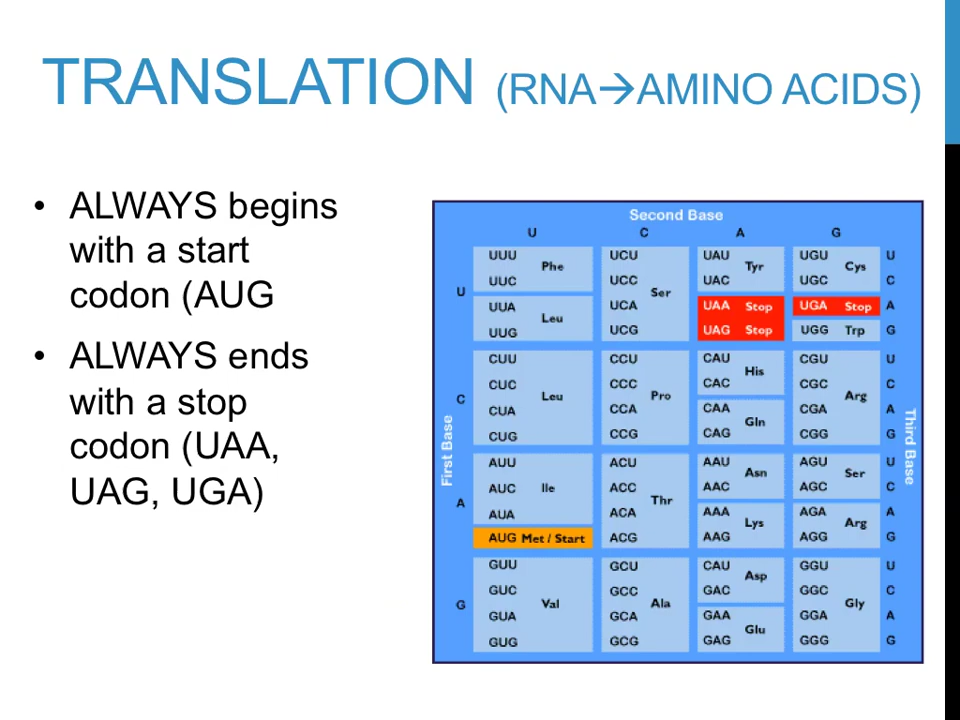 TRANSLATION (RNA→AMINO ACIDS)
• ALWAYS begins
with a start
codon (AUG
• ALWAYS ends
with a stop
codon (UAA,
UAG, UGA)
Second Base
U C A G
First Base
Third Base
U
UUU UCU UAU UGU U
Phe Ser Tyr Cys
UUC UCC UAC UGC C
UUA UCA UAA Stop UGA Stop A
Leu
UUG UCG UAG Stop UGG Trp G
C
CUU CCU CAU CGU U
Leu Pro His Arg
CUC CCC CAC CGC C
CUA CCA CAA CGA A
Gln
CUG CCG CAG CGG G
A
AUU ACU AAU AGU U
Ile Thr Asn Ser
AUC ACC AAC AGC C
AUA ACA AAA AGA A
Lys Arg
AUG Met / Start ACG AAG AGG G
G
GUU GCU CAU GGU U
Val Ala Asp Gly
GUC GCC GAC GGC C
GUA GCA GAA GGA A
Glu
GUG GCG GAG GGG G